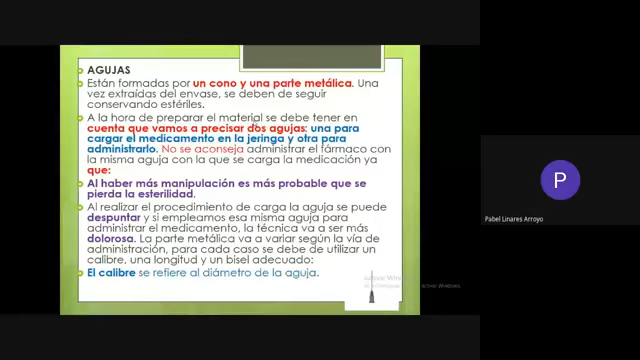 AGUJAS
Están formadas por un cono y una parte metálica. Una
vez extraídas del envase, se deben de seguir
conservando estériles.
A la hora de preparar el material se debe tener en
cuenta que vamos a precisar dos agujas: una para
cargar el medicamento en la jeringa y otra para
administrarlo. No se aconseja administrar el fármaco con
la misma aguja con la que se carga la medicación ya
que:
Al haber más manipulación es más probable que se
pierda la esterilidad.
Al realizar el procedimiento de carga la aguja se puede
despuntar y si empleamos esa misma aguja para
administrar el medicamento, la técnica va a ser más
dolorosa. La parte metálica va a variar según la vía de
administración, para cada caso se debe de utilizar un
calibre, una longitud y un bisel adecuado:
El calibre se refiere al diámetro de la aguja.
P
Pabel Linares Arroyo